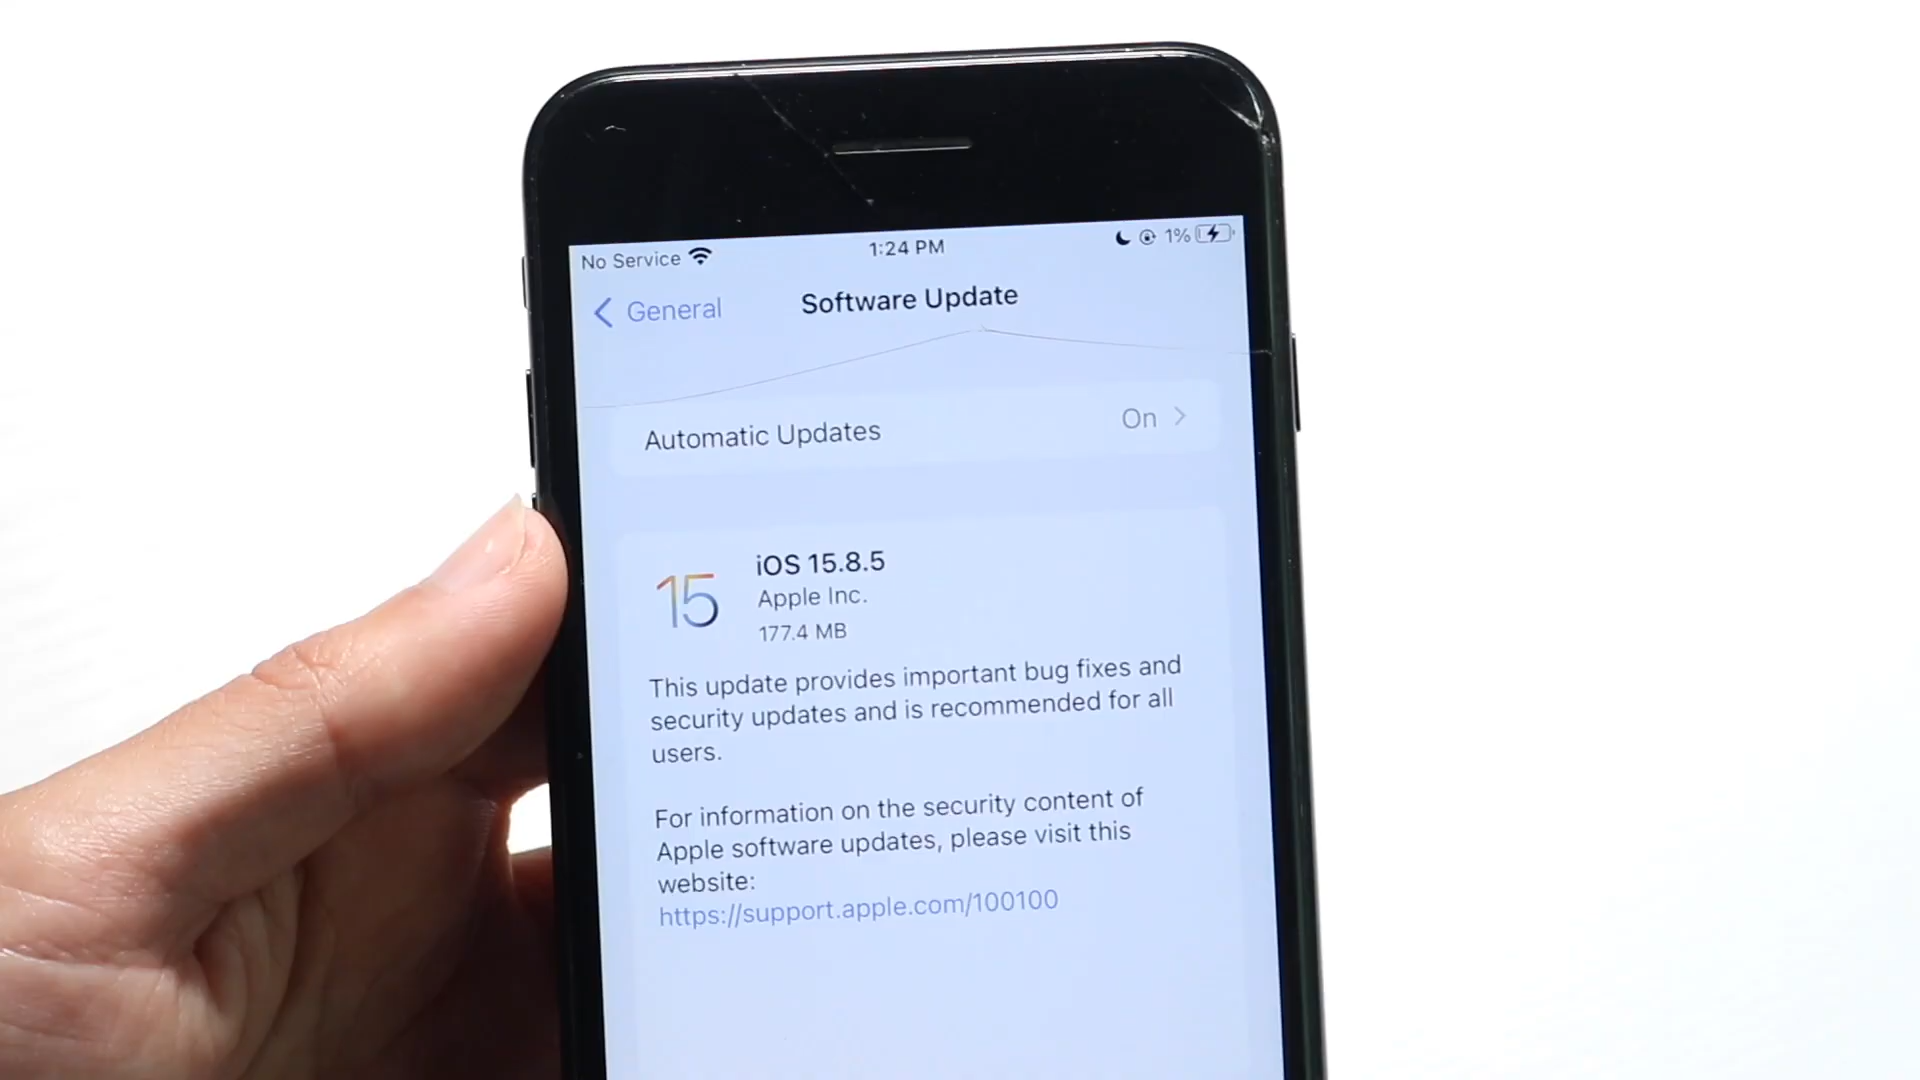 No Service 1:24 PM 1%
General Software Update
Automatic Updates On
15
iOS 15.8.5
Apple Inc.
177.4 MB
This update provides important bug fixes and
security updates and is recommended for all
users.
For information on the security content of
Apple software updates, please visit this
website:
https://support.apple.com/100100